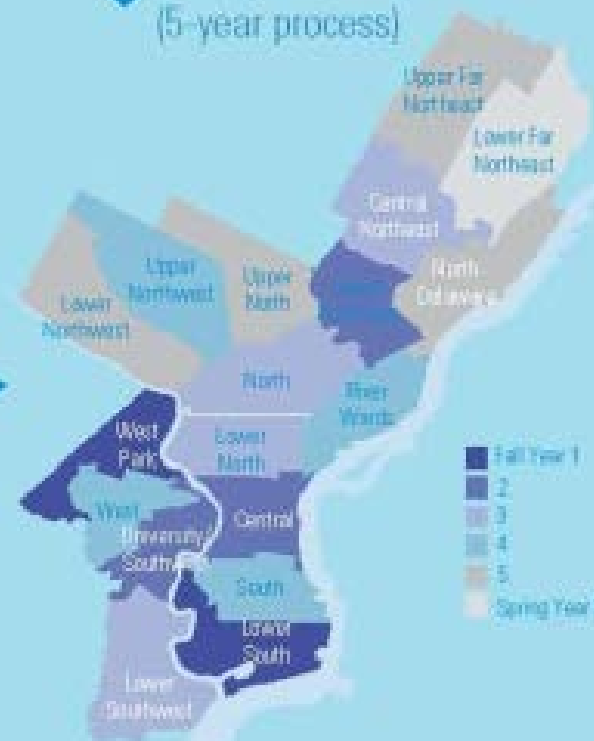 (5-year process)
Upper Far
Northeast
Lower Far
Northeast
Central
Northeast
North
Delaware
Upper
Northwest
Upper
North
Lower
Northwest
North
River
Wards
West
Park
Lower
North
West
University/
Southwest
Central
South
Lower
South
Lower
Southwest
Fall Year 1
2
3
4
5
Spring Year